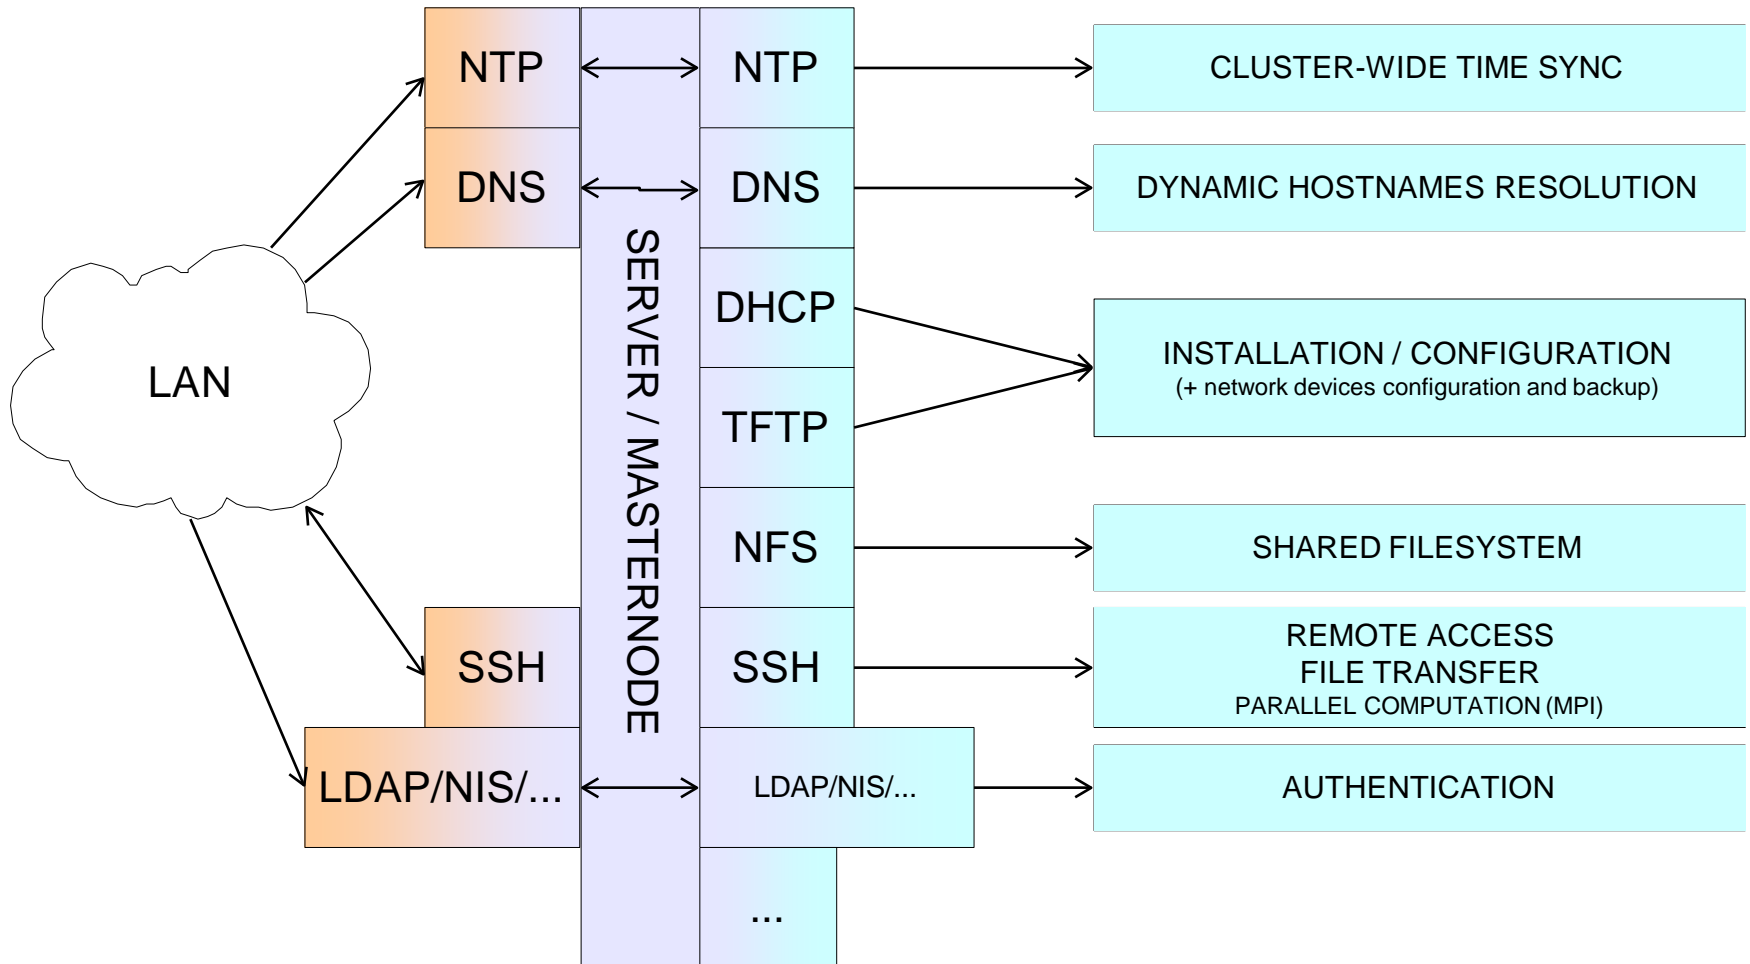 NTP
NTP
CLUSTER-WIDE TIME SYNC
DNS
DNS
DYNAMIC HOSTNAMES RESOLUTION
SERVER / MASTERNODE
DHCP
INSTALLATION / CONFIGURATION
(+ network devices configuration and backup)
LAN
TFTP
NFS
SHARED FILESYSTEM
SSH
SSH
REMOTE ACCESS
FILE TRANSFER
PARALLEL COMPUTATION (MPI)
LDAP/NIS/...
LDAP/NIS/...
AUTHENTICATION
...